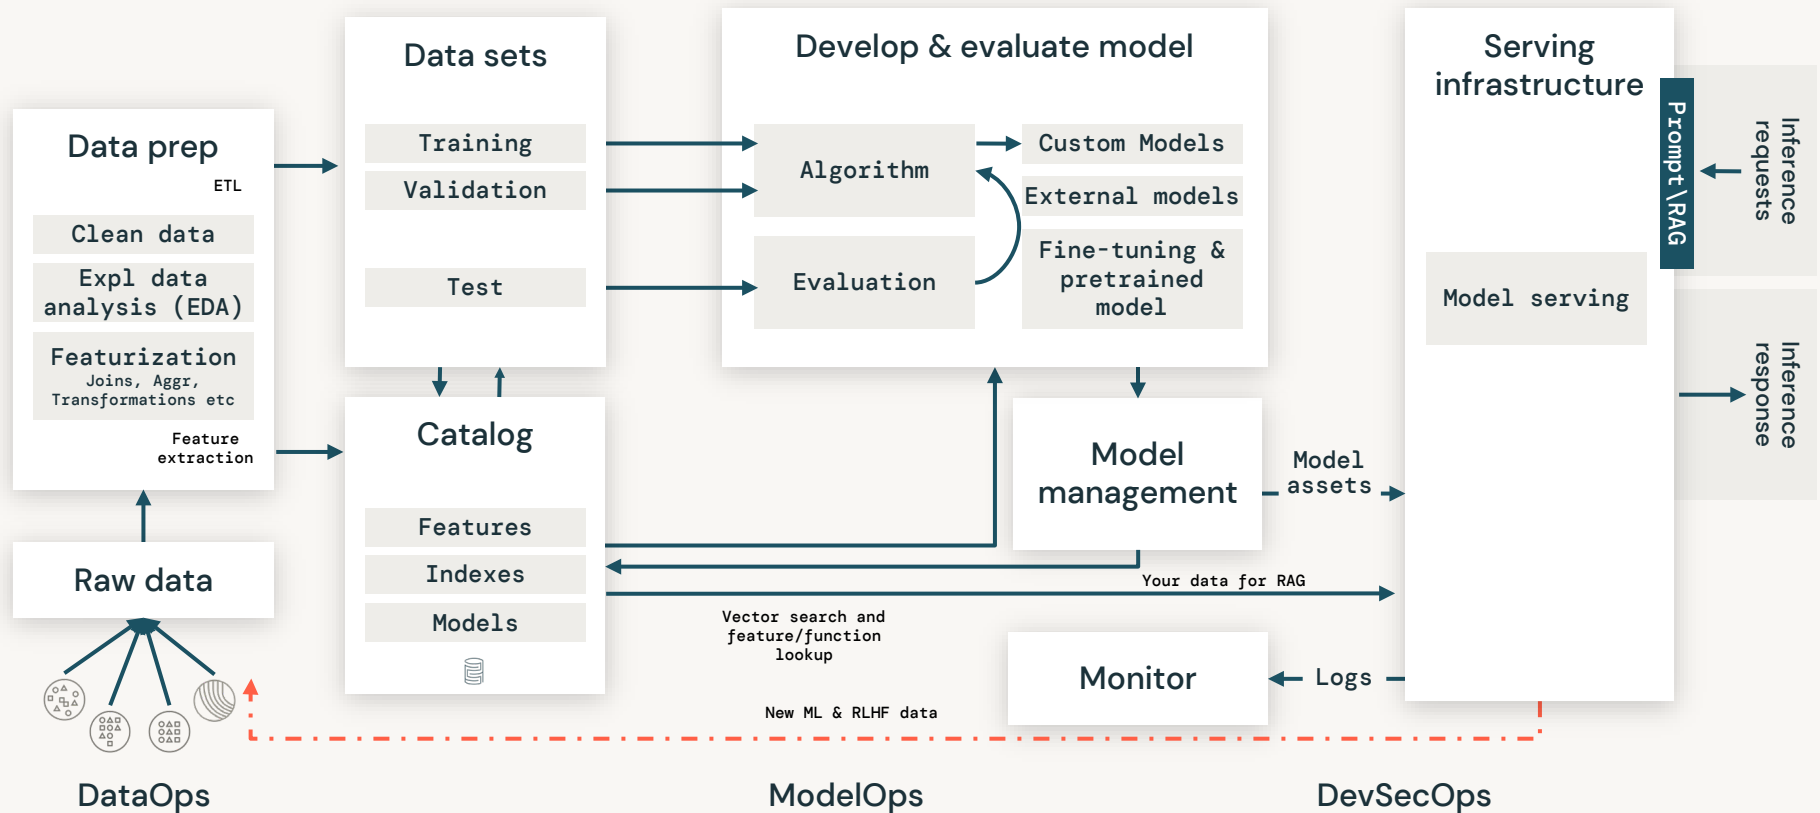 Data prep
ETL
Clean data
Expl data
analysis (EDA)
Featurization
Joins, Aggr,
Transformations etc
Feature
extraction
Raw data
Data sets
Training
Validation
Test
Catalog
Features
Indexes
Models
Develop & evaluate model
Algorithm
Evaluation
Custom Models
External models
Fine-tuning &
pretrained
model
Model
management
Model
assets
Your data for RAG
Vector search and
feature/function
lookup
Monitor
Logs
New ML & RLHF data
Serving
infrastructure
Model serving
Prompt\RAG
Inference
requests
Inference
response
DataOps
ModelOps
DevSecOps